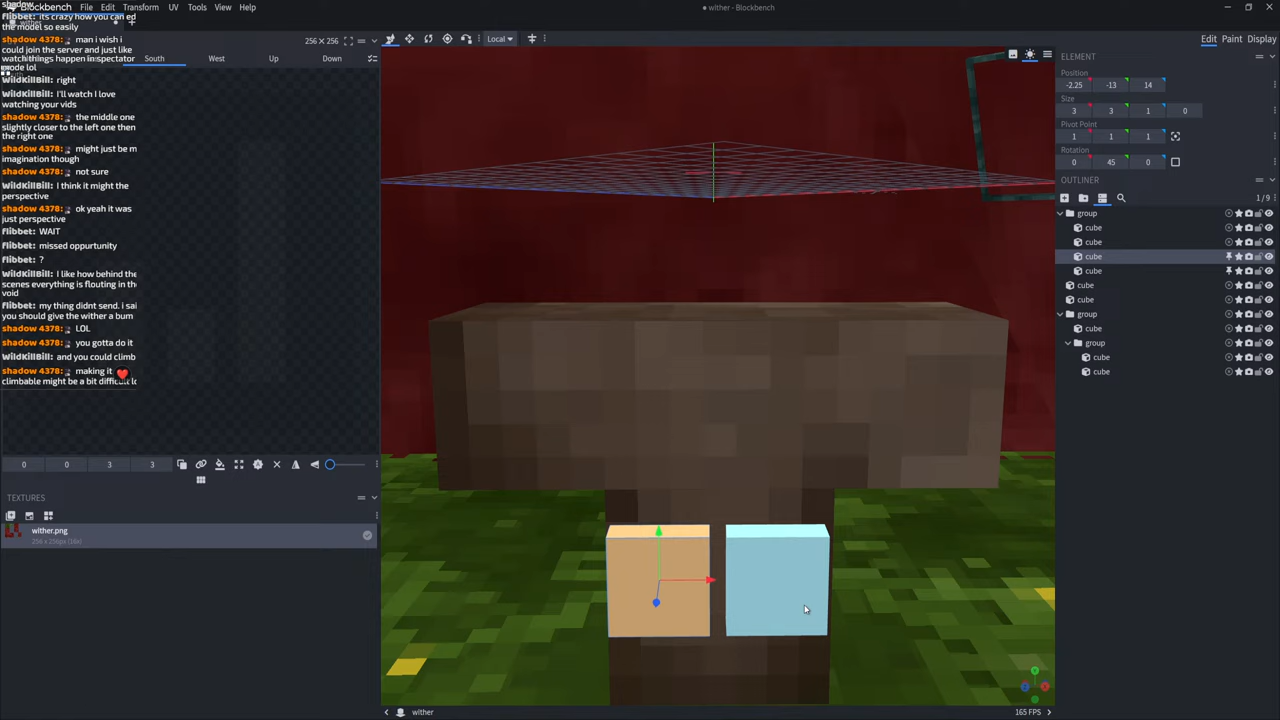 shadow
Blockbench File Edit Transform UV Tools View Help
wither - Blockbench
flibbet: its crazy how you can ed
the model so easily
shadow 4378: man i wish i
could join the server and just like
watch things happen in spectator
mode lol
WildKillBill: right
WildKillBill: I'll watch I love
watching your vids
shadow 4378: the middle one
slightly closer to the left one then
the right one
shadow 4378: might just be m
imagination though
shadow 4378: not sure
WildKillBill: I think it might the
perspective
shadow 4378: ok yeah it was
just perspective
flibbet: WAIT
flibbet: missed oppurtunity
flibbet: ?
WildKillBill: I like how behind the
scenes everything is flouting in the
void
flibbet: my thing didnt send. i sai
you should give the wither a bum
shadow 4378: LOL
shadow 4378: you gotta do it
WildKillBill: and you could climb
shadow 4378: making it
climbable might be a bit difficult lo
256 × 256
South West Up Down
0 0 3 3
TEXTURES
wither.png
256 x 256px (16x)
Local
Edit Paint Display
ELEMENT
Position
-2.25 -13 14
Size
3 3 1 0
Pivot Point
1 1 1
Rotation
0 45 0
OUTLINER
1/9
group
cube
cube
cube
cube
cube
cube
group
cube
group
cube
cube
wither
165 FPS